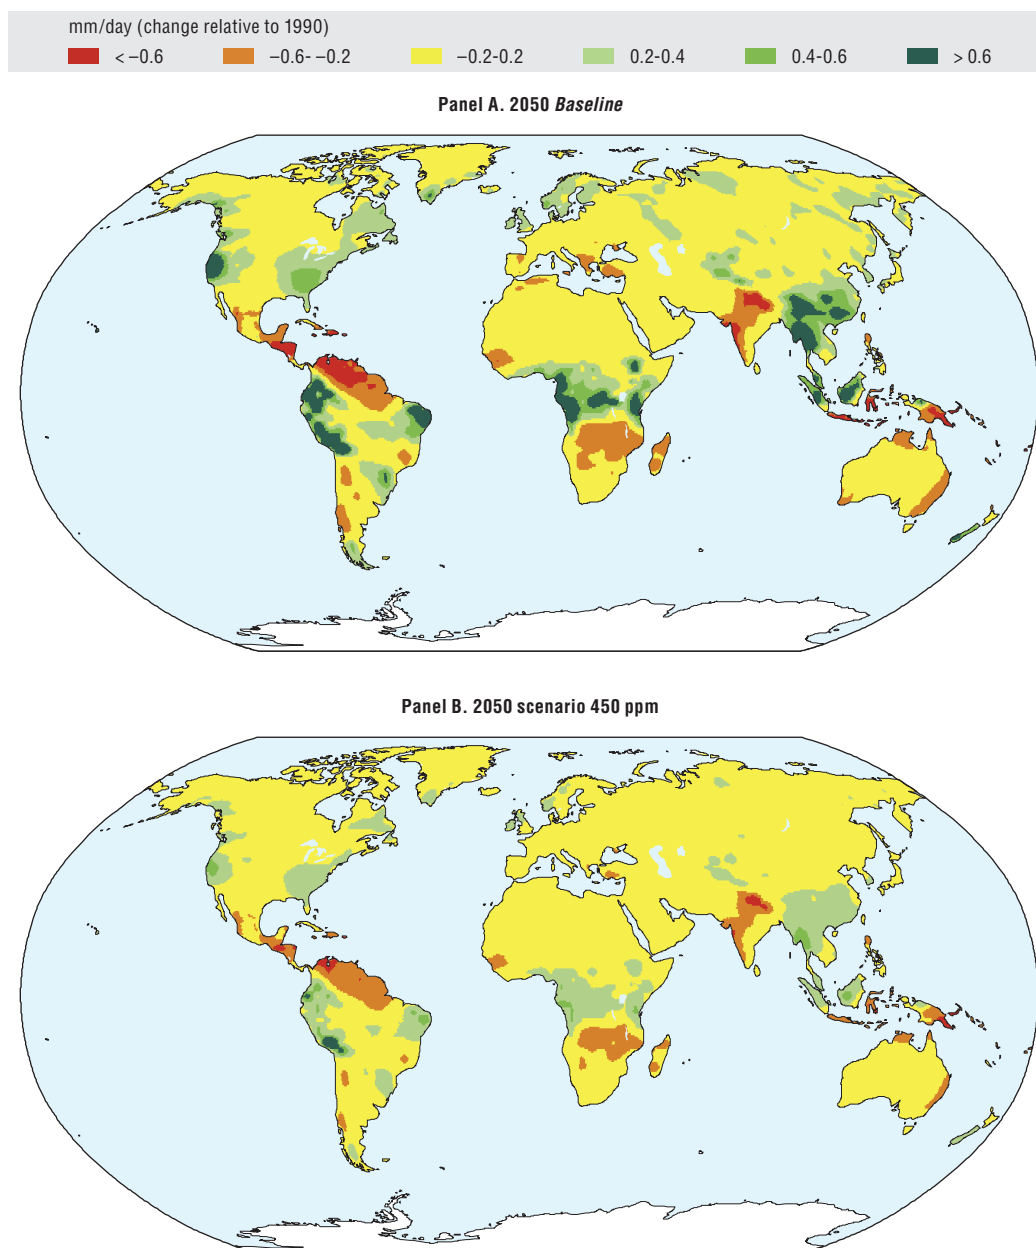 mm/day (change relative to 1990)
< –0.6 –0.6- –0.2 –0.2-0.2 0.2-0.4 0.4-0.6 > 0.6
Panel A. 2050 Baseline
Panel B. 2050 scenario 450 ppm